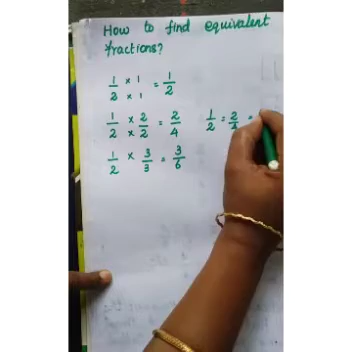 How to find equivalent
fractions?
1/2 × 1 / × 1 = 1/2
1/2 × 2 / × 2 = 2/4 1/2 = 2/4 =
1/2 × 3/3 = 3/6